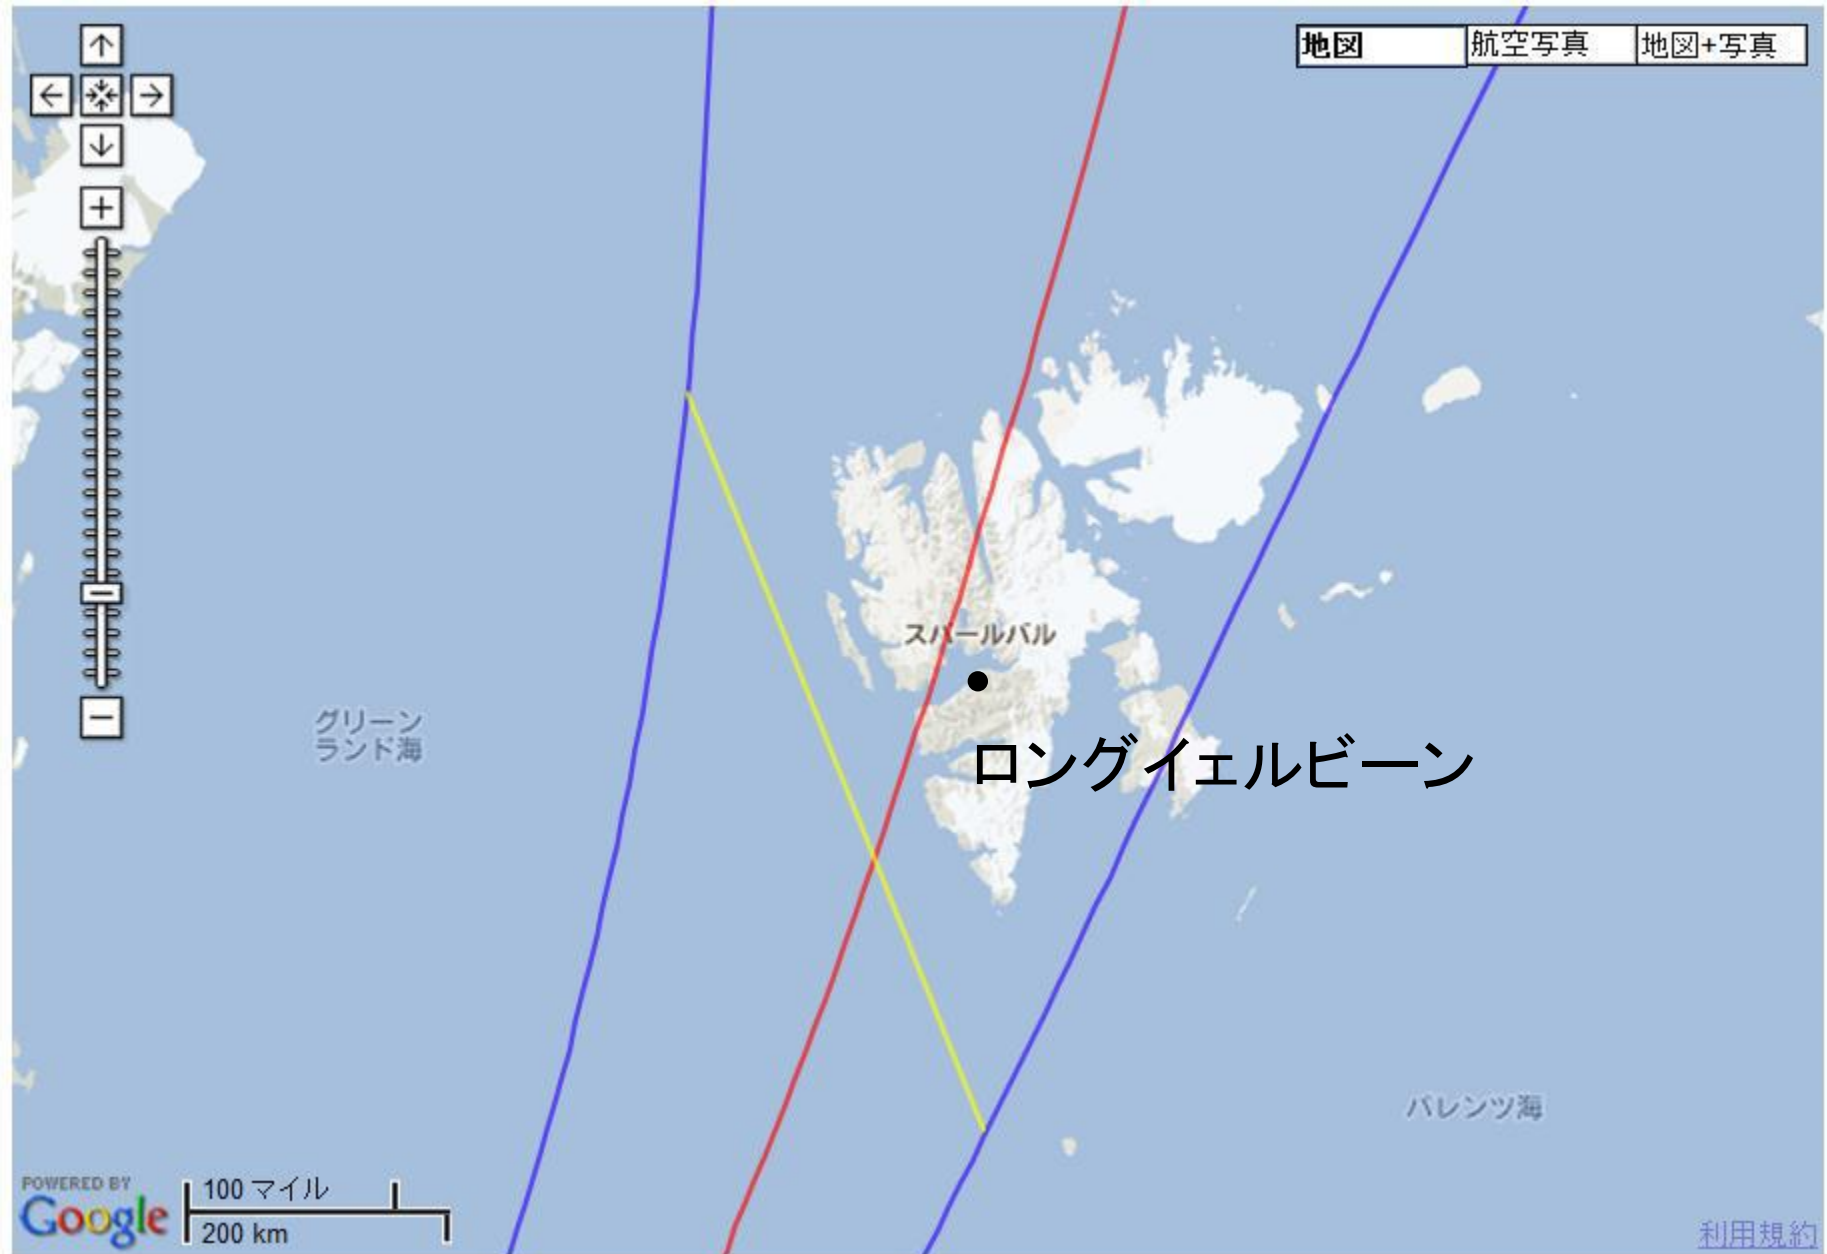 地図
航空写真
地図+写真
スバールバル
グリーン
ランド海
ロングイェルビーン
バレンツ海
POWERED BY
Google
100 マイル
200 km
利用規約